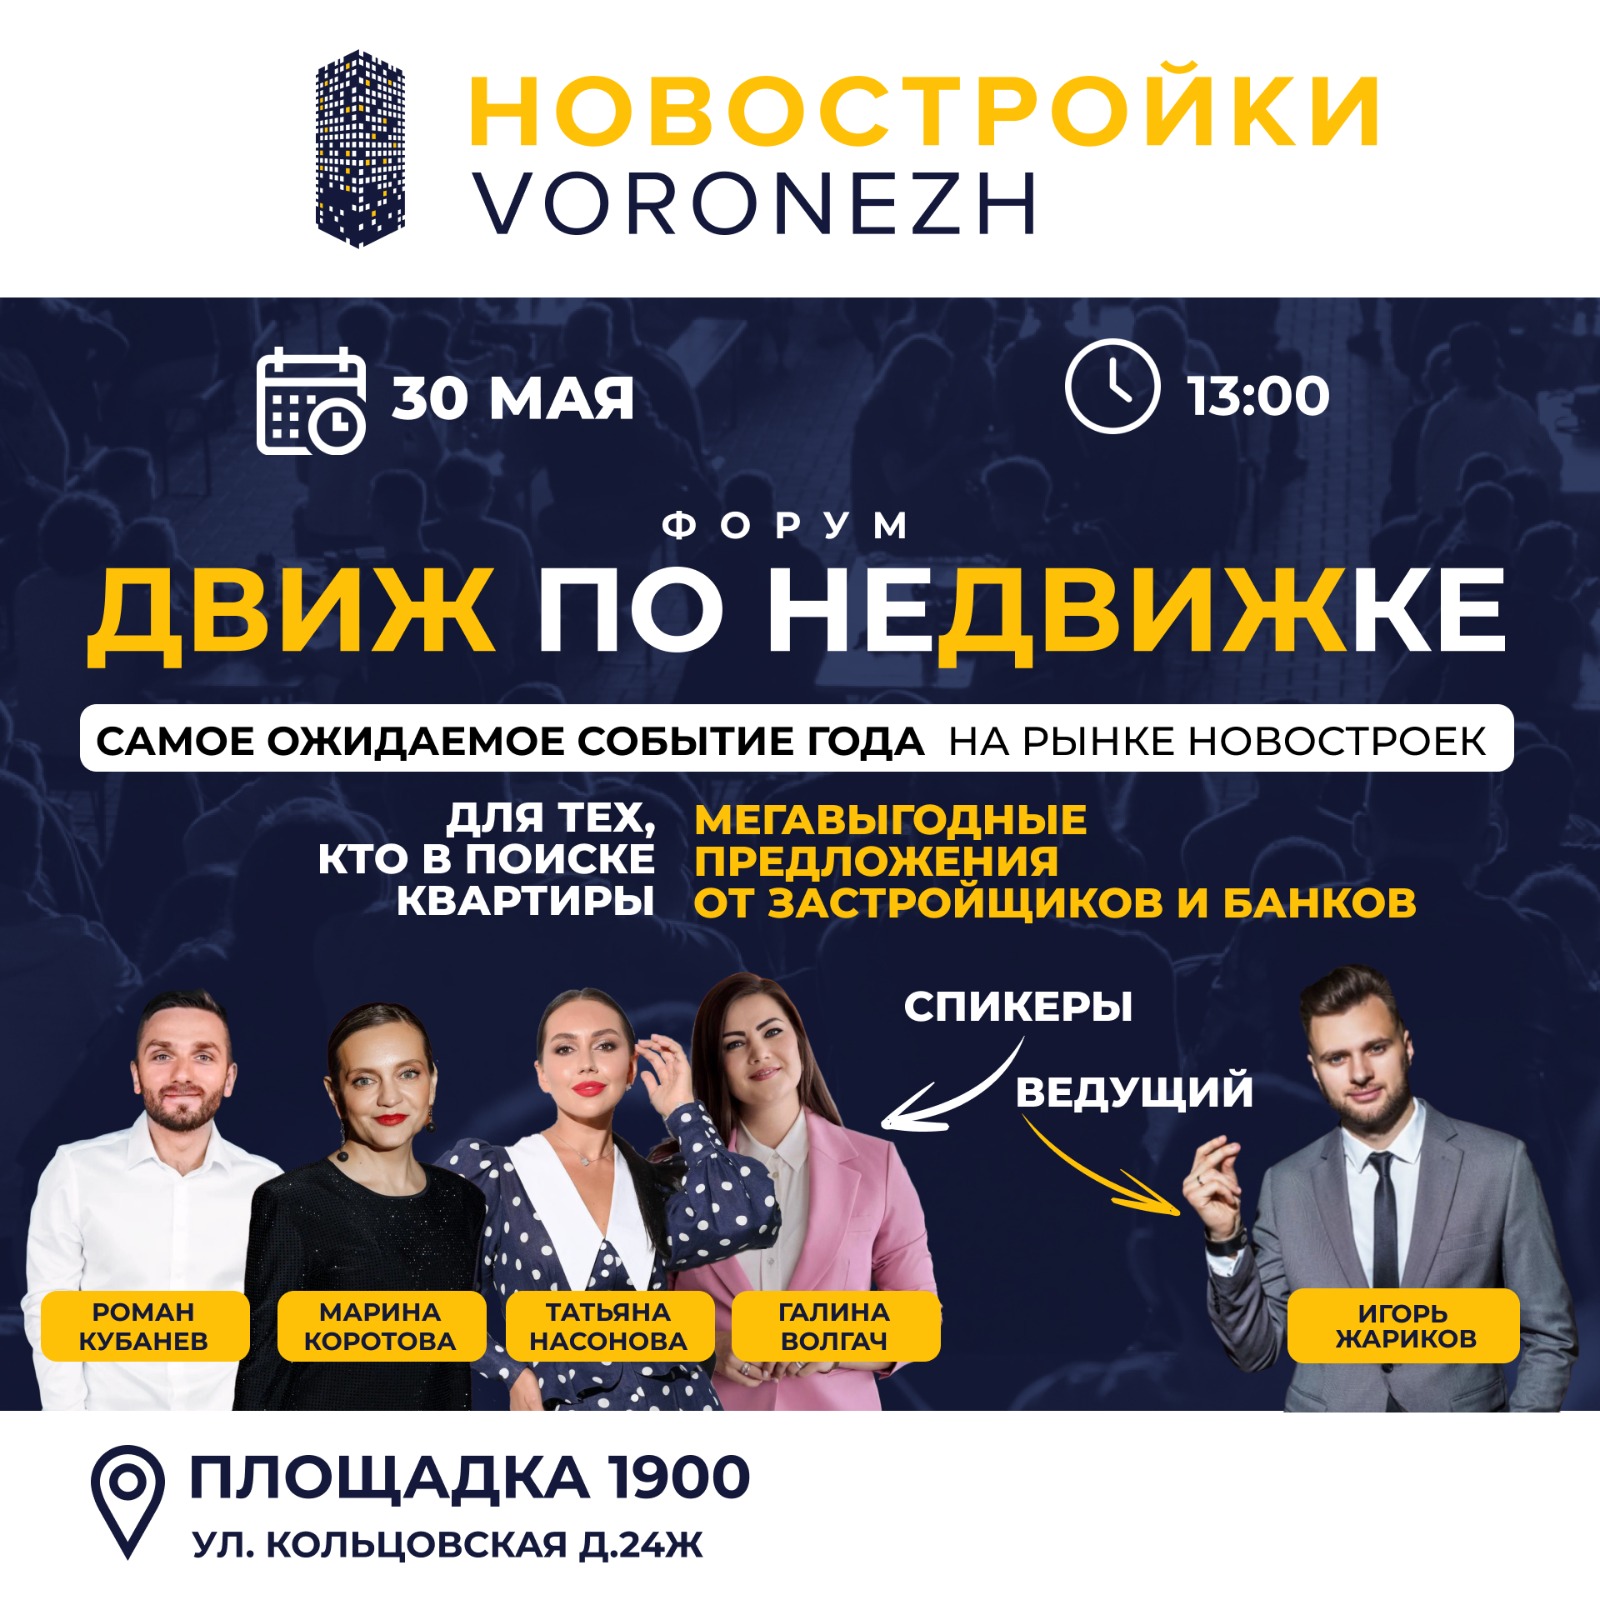 НОВОСТРОЙКИ
VORONEZH
30 МАЯ
13:00
ФОРУМ
ДВИЖ ПО НЕДВИЖКЕ
САМОЕ ОЖИДАЕМОЕ СОБЫТИЕ ГОДА НА РЫНКЕ НОВОСТРОЕК
ДЛЯ ТЕХ,
КТО В ПОИСКЕ
КВАРТИРЫ
МЕГАВЫГОДНЫЕ
ПРЕДЛОЖЕНИЯ
ОТ ЗАСТРОЙЩИКОВ И БАНКОВ
СПИКЕРЫ
ВЕДУЩИЙ
РОМАН
КУБАНЕВ
МАРИНА
КОРОТОВА
ТАТЬЯНА
НАСОНОВА
ГАЛИНА
ВОЛГАЧ
ИГОРЬ
ЖАРИКОВ
ПЛОЩАДКА 1900
УЛ. КОЛЬЦОВСКАЯ Д.24Ж